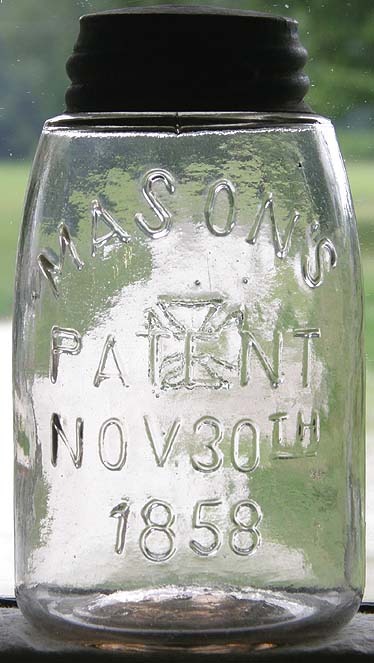 MASON'S
PATENT
NOV. 30TH
1858